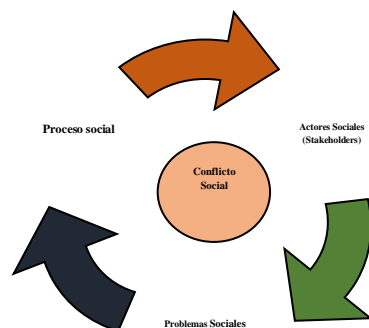 Proceso social
Actores Sociales
(Stakeholders)
Conflicto
Social
Problemas Sociales